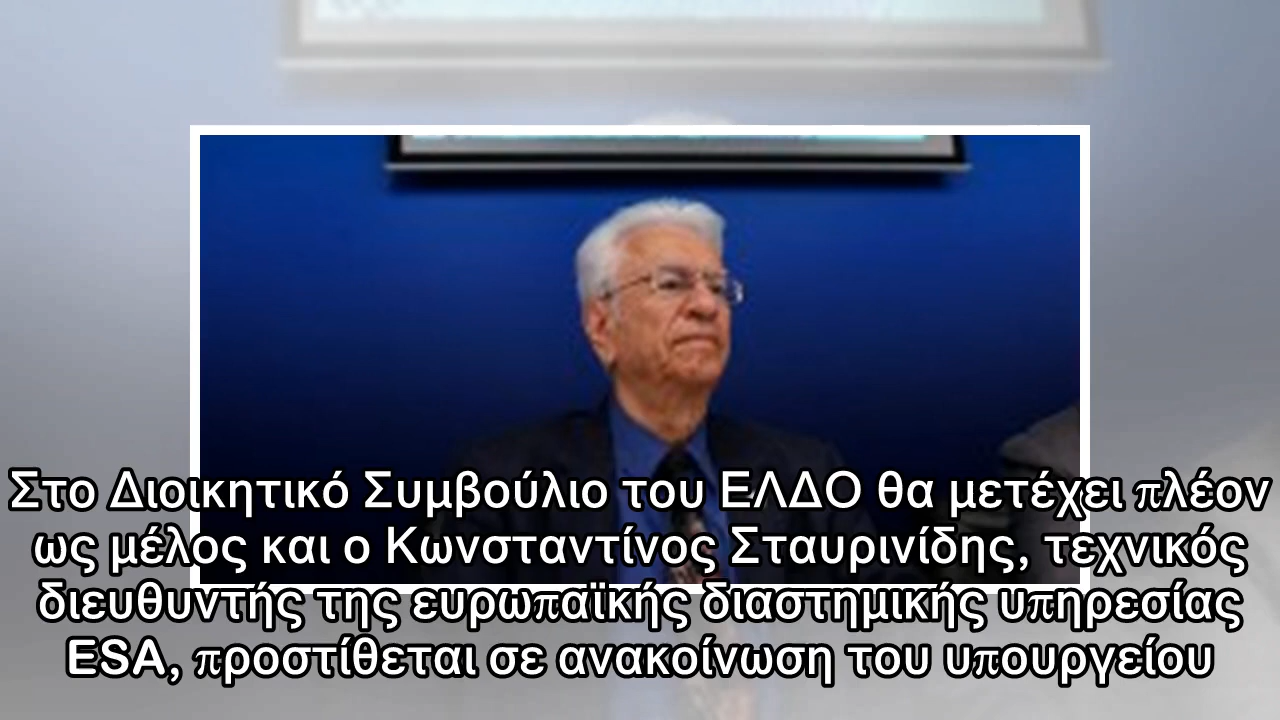 Στο Διοικητικό Συμβούλιο του ΕΛΔΟ θα μετέχει πλέον
ως μέλος και ο Κωνσταντίνος Σταυρινίδης, τεχνικός
διευθυντής της ευρωπαϊκής διαστημικής υπηρεσίας
ESA, προστίθεται σε ανακοίνωση του υπουργείου